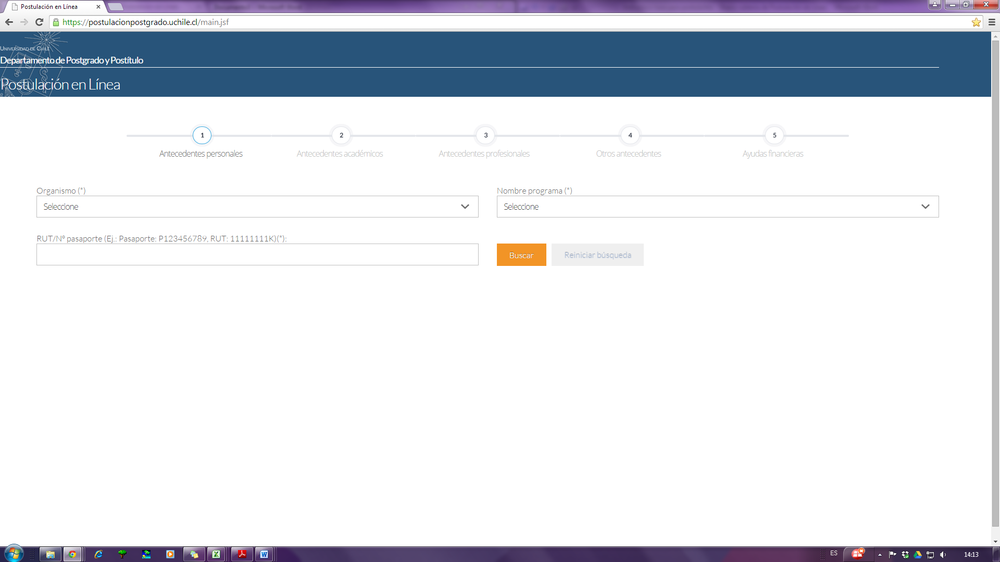 Postulación en Línea
https://postulacionpostgrado.uchile.cl/main.jsf
UNIVERSIDAD DE CHILE
Departamento de Postgrado y Postítulo
Postulación en Línea
1 2 3 4 5
Antecedentes personales Antecedentes académicos Antecedentes profesionales Otros antecedentes Ayudas financieras
Organismo (*) Nombre programa (*)
Seleccione Seleccione
RUT/Nº pasaporte (Ej.: Pasaporte: P123456789, RUT: 11111111K)(*):
Buscar Reiniciar búsqueda
ES 14:13